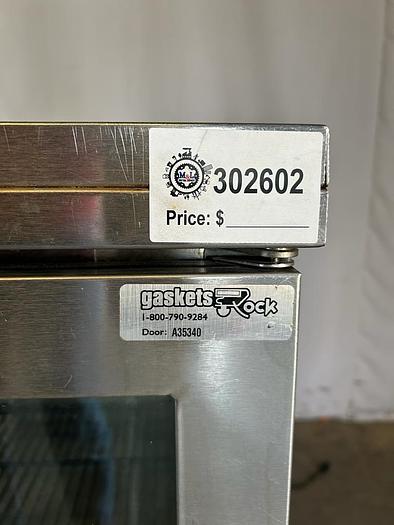 M&L
302602
Price: $
gaskets Rock
1-800-790-9284
Door: A35340